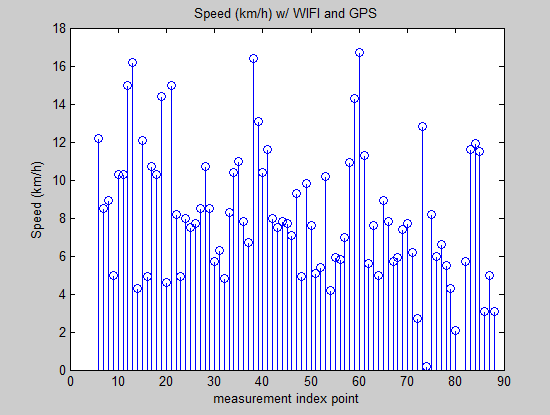 Speed (km/h) w/ WIFI and GPS
18
16
14
12
10
8
6
4
2
0
Speed (km/h)
0 10 20 30 40 50 60 70 80 90
measurement index point